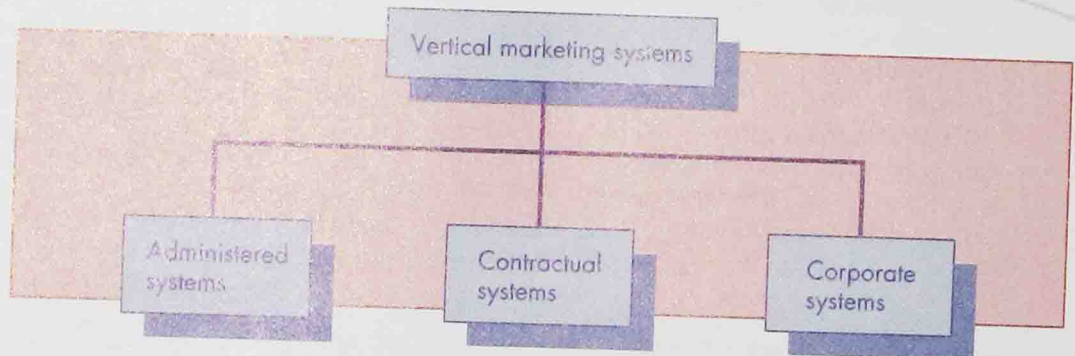 Vertical marketing systems
Administered
systems
Contractual
systems
Corporate
systems